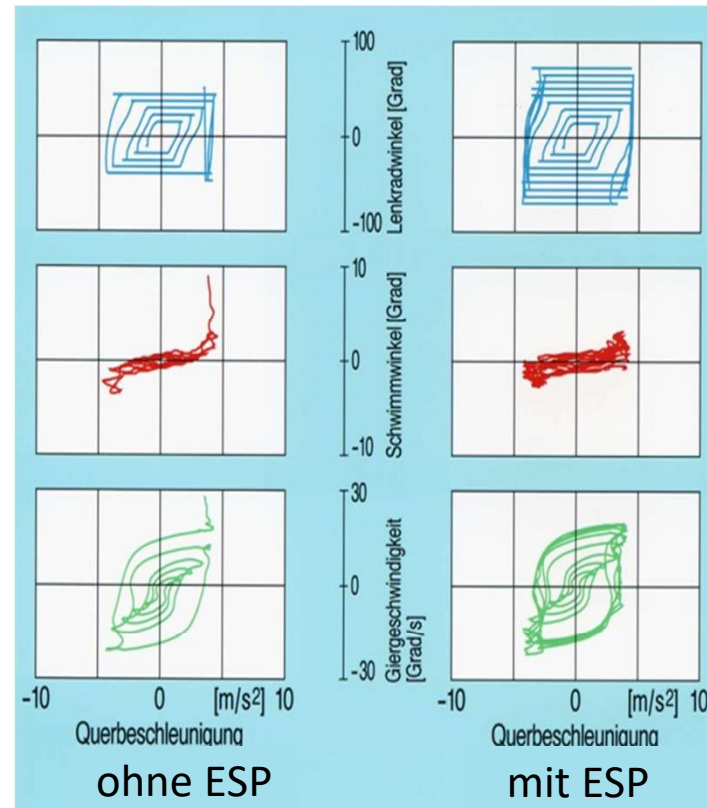 100
Lenkradwinkel [Grad]
0
-100
10
Schwimmwinkel [Grad]
0
-10
30
Giergeschwindigkeit
[Grad/s]
0
-30
-10 0 [m/s²] 10
Querbeschleunigung
-10 0 [m/s²] 10
Querbeschleunigung
ohne ESP
mit ESP